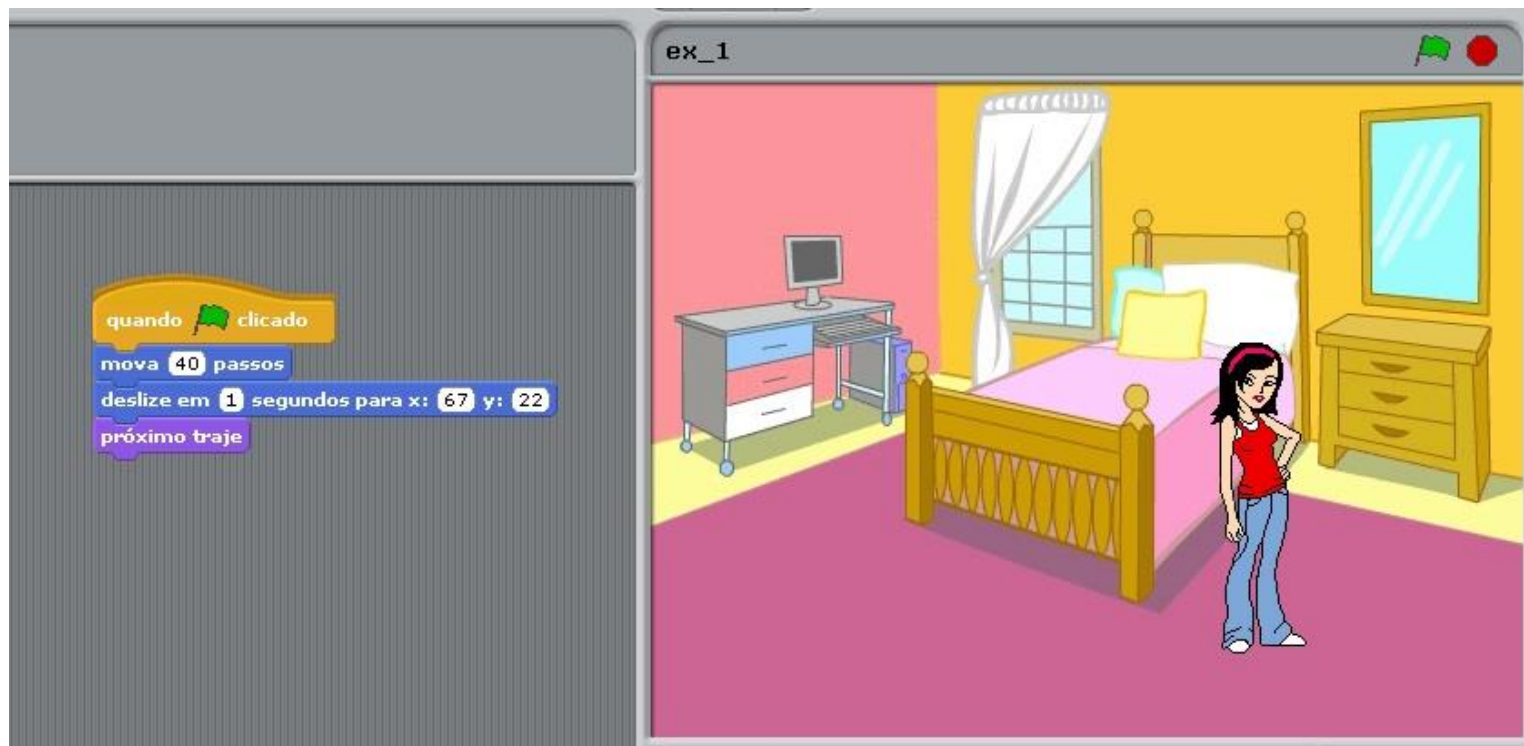 ex_1
quando clicado
mova 40 passos
deslize em 1 segundos para x: 67 y: 22
próximo traje